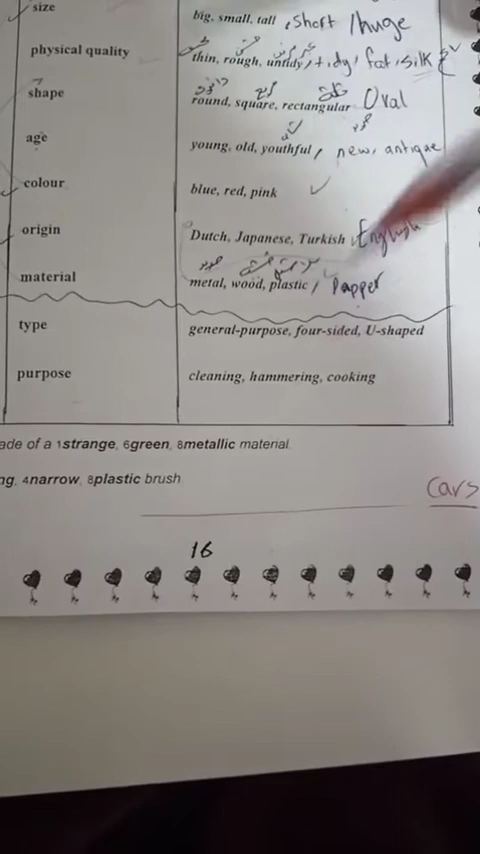 size big, small, tall, short / huge
physical quality thin, rough, untidy / tidy / fat, silk
shape round, square, rectangular Oval
age young, old, youthful / new, antique
colour blue, red, pink
origin Dutch, Japanese, Turkish, English
material metal, wood, plastic / Papper
type general-purpose, four-sided, U-shaped
purpose cleaning, hammering, cooking
ade of a 1strange, 6green, 8metallic material
ng, 4narrow, 8plastic brush
Cars
16